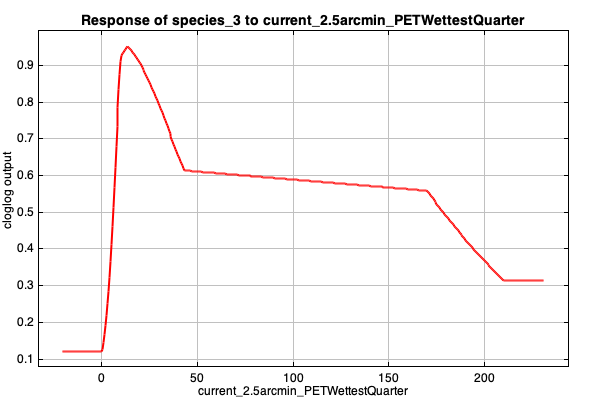 Response of species_3 to current_2.5arcmin_PETWettestQuarter
cloglog output
0.9
0.8
0.7
0.6
0.5
0.4
0.3
0.2
0.1
0 50 100 150 200
current_2.5arcmin_PETWettestQuarter